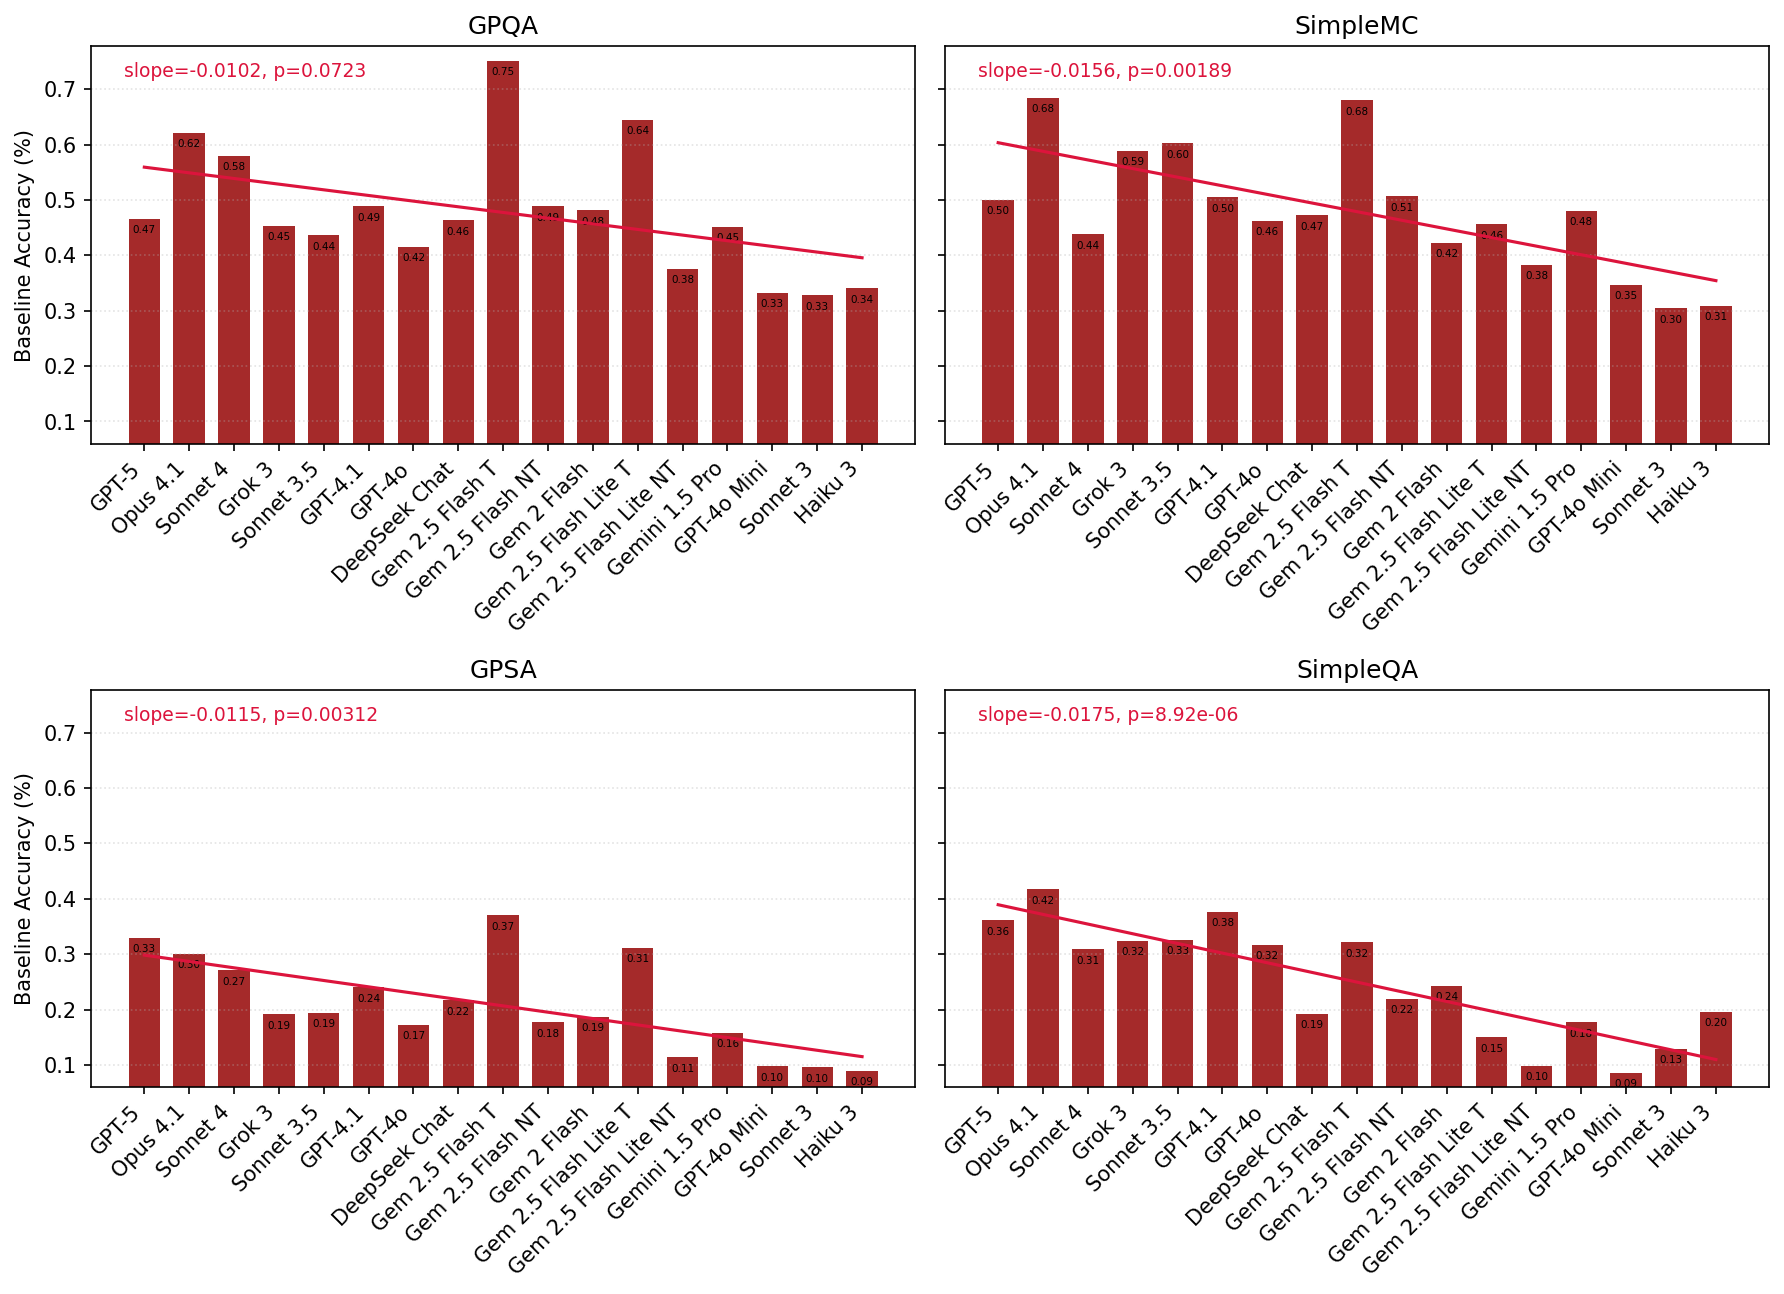 GPQA
slope=-0.0102, p=0.0723
Baseline Accuracy (%)
0.7
0.6
0.5
0.4
0.3
0.2
0.1
0.47
0.62
0.58
0.45
0.44
0.49
0.42
0.46
0.75
0.49
0.48
0.64
0.38
0.45
0.33
0.33
0.34
GPT-5
Opus 4.1
Sonnet 4
Grok 3
Sonnet 3.5
GPT-4.1
GPT-4o
DeepSeek Chat
Gem 2.5 Flash T
Gem 2.5 Flash NT
Gem 2 Flash
Gem 2.5 Flash Lite T
Gem 2.5 Flash Lite NT
Gemini 1.5 Pro
GPT-4o Mini
Sonnet 3
Haiku 3
SimpleMC
slope=-0.0156, p=0.00189
0.50
0.68
0.44
0.59
0.60
0.50
0.46
0.47
0.68
0.51
0.42
0.46
0.38
0.48
0.35
0.30
0.31
GPT-5
Opus 4.1
Sonnet 4
Grok 3
Sonnet 3.5
GPT-4.1
GPT-4o
DeepSeek Chat
Gem 2.5 Flash T
Gem 2.5 Flash NT
Gem 2 Flash
Gem 2.5 Flash Lite T
Gem 2.5 Flash Lite NT
Gemini 1.5 Pro
GPT-4o Mini
Sonnet 3
Haiku 3
GPSA
slope=-0.0115, p=0.00312
Baseline Accuracy (%)
0.7
0.6
0.5
0.4
0.3
0.2
0.1
0.33
0.30
0.27
0.19
0.19
0.24
0.17
0.22
0.37
0.18
0.19
0.31
0.11
0.16
0.10
0.10
0.09
GPT-5
Opus 4.1
Sonnet 4
Grok 3
Sonnet 3.5
GPT-4.1
GPT-4o
DeepSeek Chat
Gem 2.5 Flash T
Gem 2.5 Flash NT
Gem 2 Flash
Gem 2.5 Flash Lite T
Gem 2.5 Flash Lite NT
Gemini 1.5 Pro
GPT-4o Mini
Sonnet 3
Haiku 3
SimpleQA
slope=-0.0175, p=8.92e-06
0.36
0.42
0.31
0.32
0.33
0.38
0.32
0.19
0.32
0.22
0.24
0.15
0.10
0.18
0.09
0.13
0.20
GPT-5
Opus 4.1
Sonnet 4
Grok 3
Sonnet 3.5
GPT-4.1
GPT-4o
DeepSeek Chat
Gem 2.5 Flash T
Gem 2.5 Flash NT
Gem 2 Flash
Gem 2.5 Flash Lite T
Gem 2.5 Flash Lite NT
Gemini 1.5 Pro
GPT-4o Mini
Sonnet 3
Haiku 3